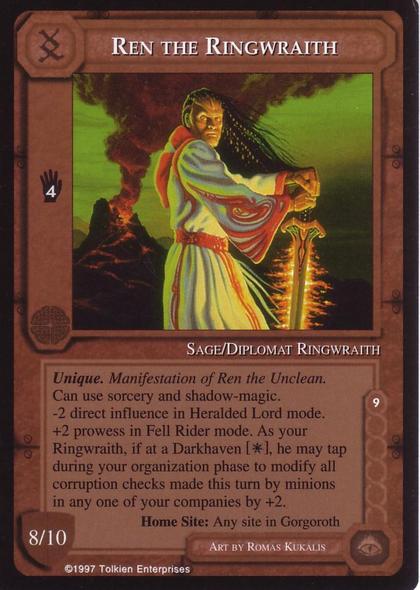 REN THE RINGWRAITH
4
SAGE/DIPLOMAT RINGWRAITH
Unique. Manifestation of Ren the Unclean.
Can use sorcery and shadow-magic.
-2 direct influence in Heralded Lord mode.
+2 prowess in Fell Rider mode. As your
Ringwraith, if at a Darkhaven [✳], he may tap
during your organization phase to modify all
corruption checks made this turn by minions
in any one of your companies by +2.
Home Site: Any site in Gorgoroth
9
8/10
ART BY ROMAS KUKALIS
©1997 Tolkien Enterprises